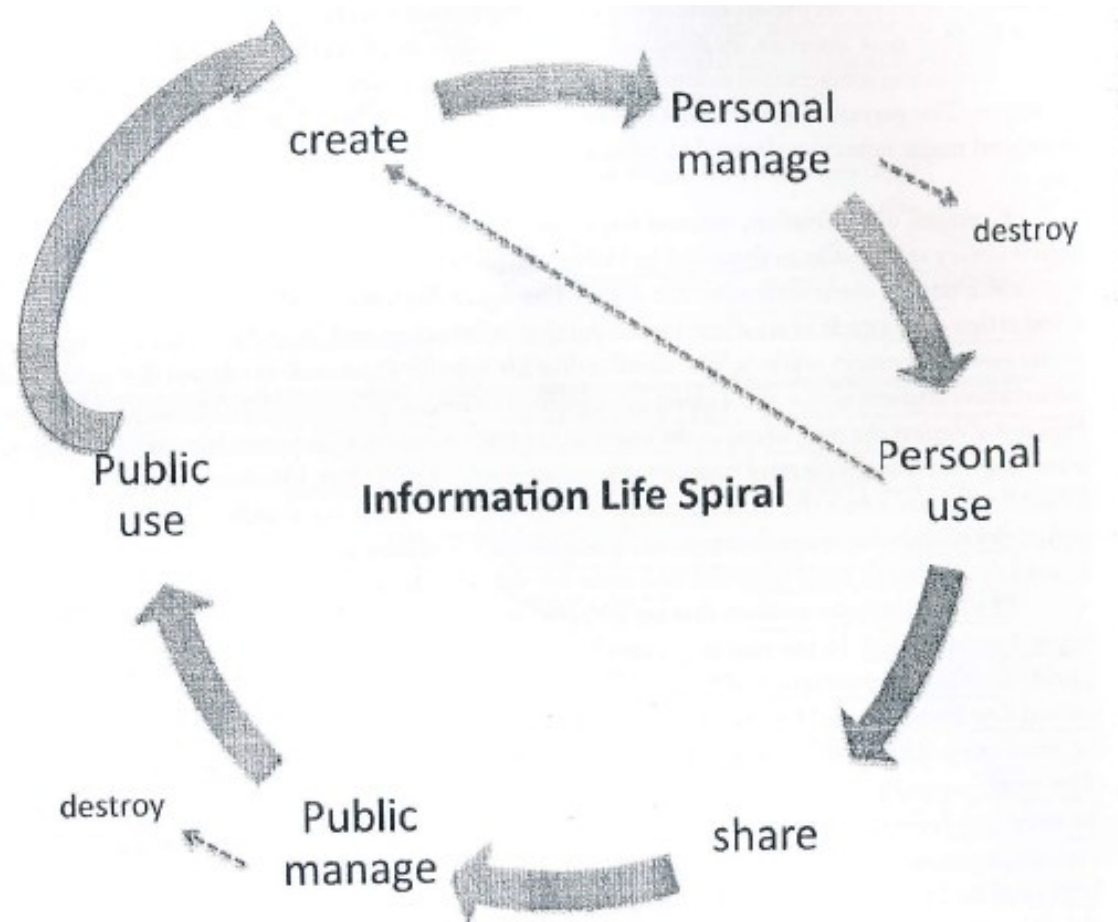 create
Personal
manage
destroy
Personal
use
Information Life Spiral
Public
use
share
Public
manage
destroy